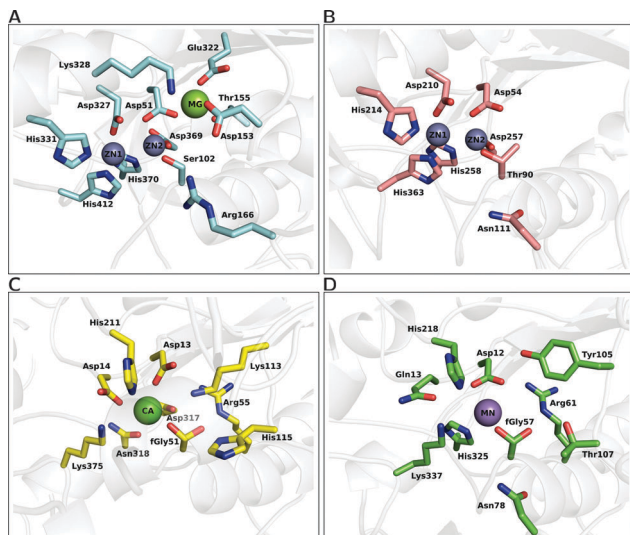 A
Lys328
Glu322
Asp327
Asp51
MG
Thr155
His331
Asp369
Asp153
ZN1
ZN2
Ser102
His370
His412
Arg166
B
Asp210
Asp54
His214
ZN1
ZN2
Asp257
His258
Thr90
His363
Asn111
C
His211
Asp13
Lys113
Asp14
Arg55
CA
Asp317
fGly51
His115
Asn318
Lys375
D
His218
Asp12
Tyr105
Gln13
Arg61
MN
fGly57
His325
Thr107
Lys337
Asn78